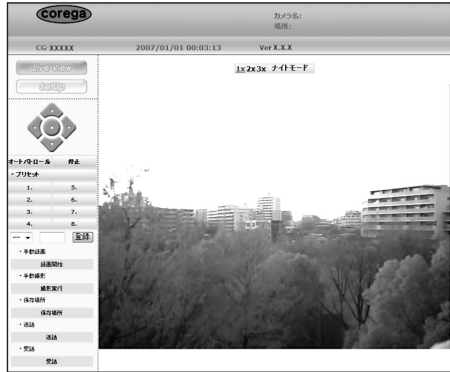 corega
カメラ名:
場所:
CG-XXXXX 2007/01/01 00:03:13 Ver X.X.X
Live View
SetUp
1x 2x 3x ナイトモード
オートパトロール 停止
・プリセット
1. 5.
2. 6.
3. 7.
4. 8.
-- 登録
・手動録画
録画開始
・手動撮影
撮影実行
・保存場所
保存場所
・送話
送話
・受話
受話